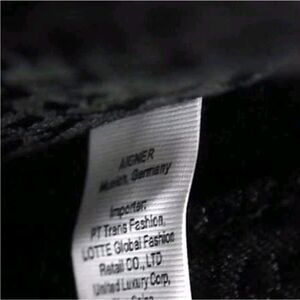 AIGNER
Munich, Germany
Importer:
PT Trans Fashion,
LOTTE Global Fashion
Retail CO., LTD
United Luxury Corp,